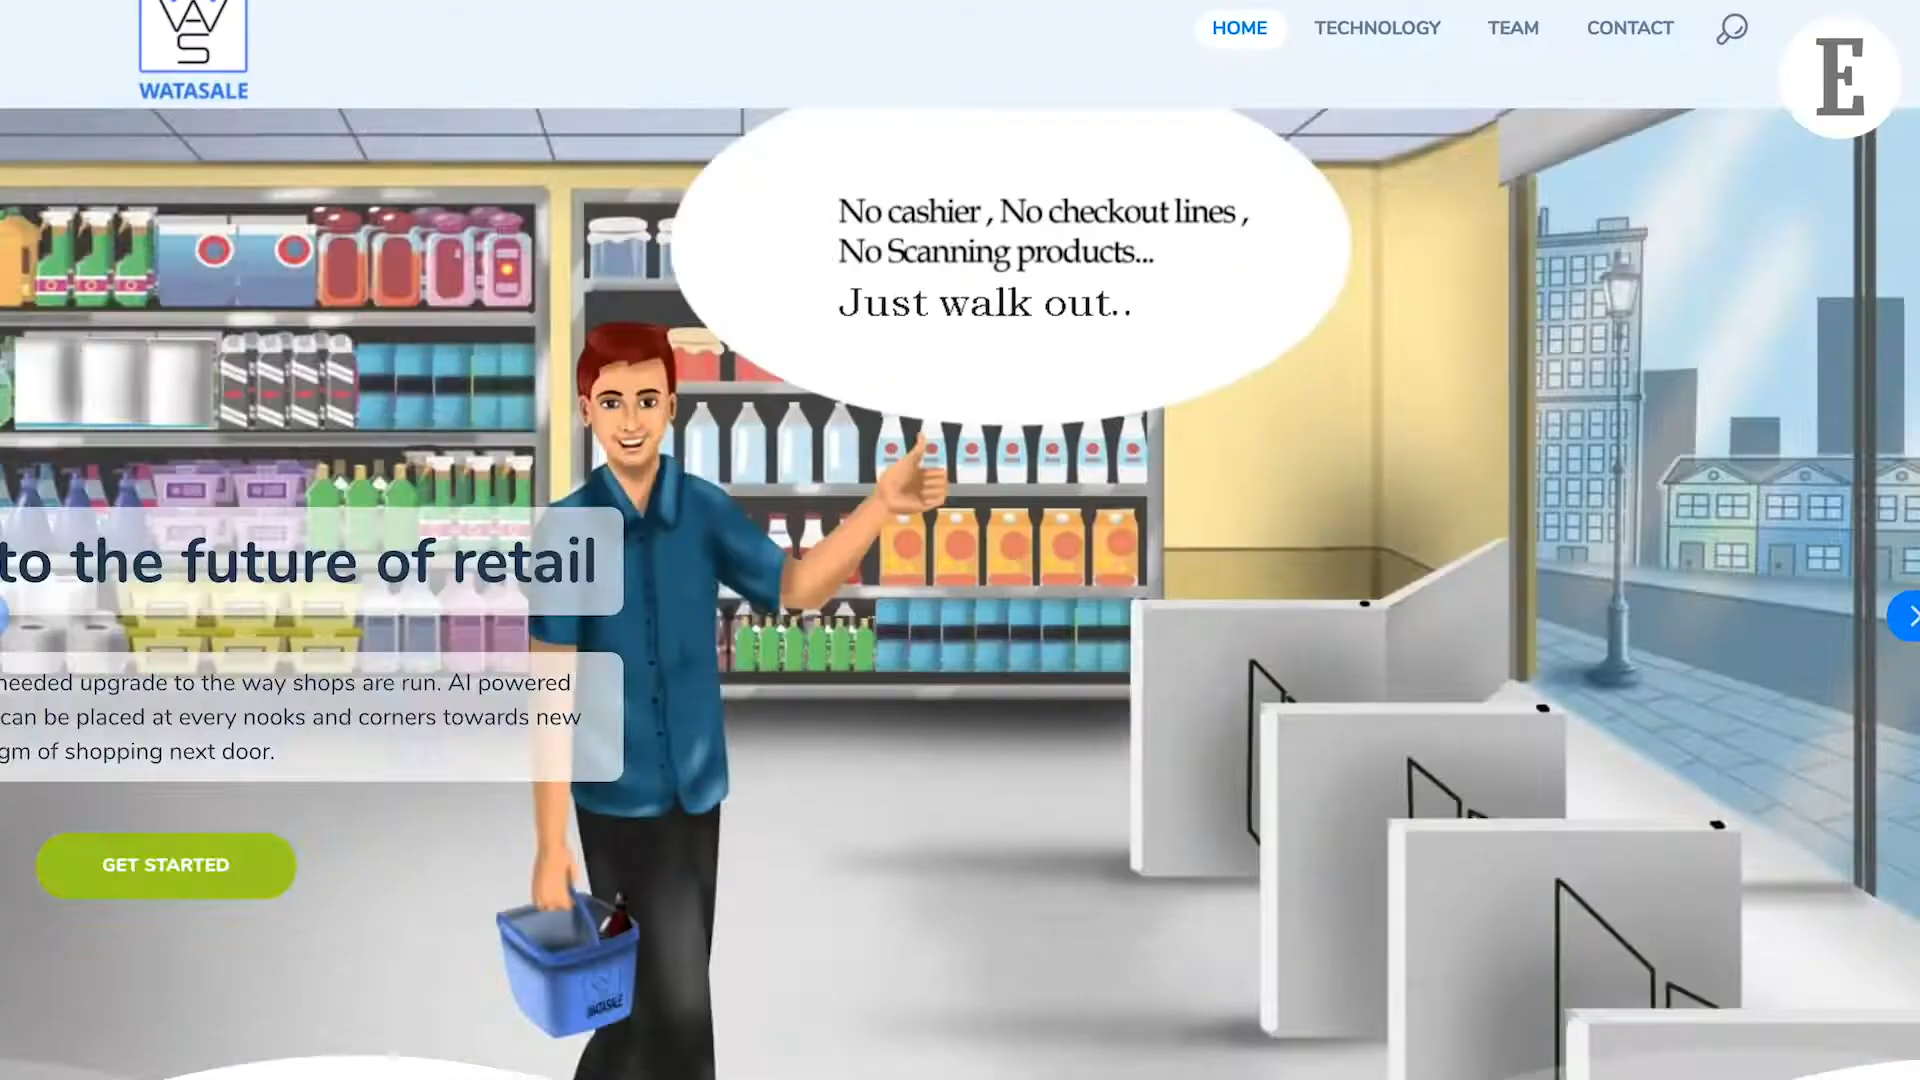 WAS
WATASALE
HOME TECHNOLOGY TEAM CONTACT
E
No cashier , No checkout lines ,
No Scanning products...
Just walk out..
to the future of retail
needed upgrade to the way shops are run. AI powered
can be placed at every nooks and corners towards new
gm of shopping next door.
GET STARTED
WATASALE